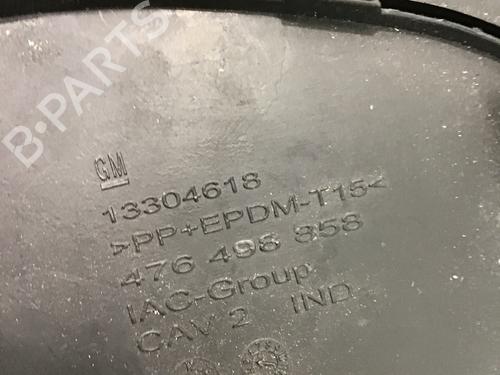 B-PARTS
GM
13304618
>PP+EPDM-T15<
476 498 858
IAC-Group
CAV 2 IND